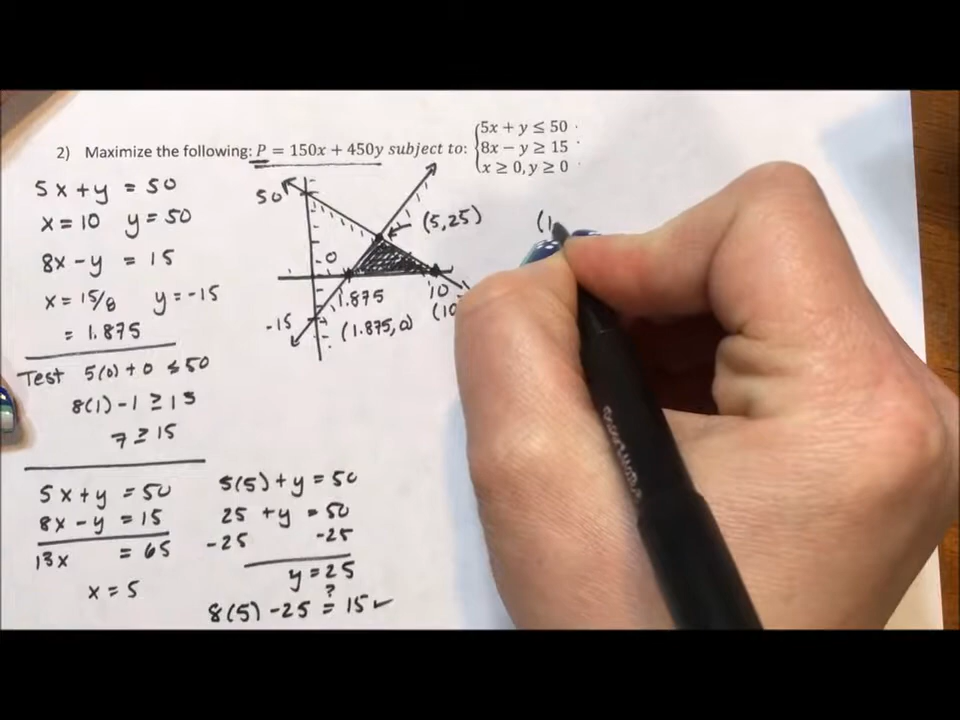 2) Maximize the following: P = 150x + 450y subject to: {5x + y ≤ 50
8x − y ≥ 15
x ≥ 0, y ≥ 0
5x + y = 50
x = 10 y = 50
8x - y = 15
x = 15/8 y = -15
= 1.875
Test 5(0) + 0 ≤ 50
8(1) - 1 ≥ 15
7 ≥ 15
5x + y = 50
8x - y = 15
13x = 65
x = 5
5(5) + y = 50
25 + y = 50
-25 -25
y = 25
?
8(5) - 25 = 15 ✓
50
(5,25)
0
1.875
10
-15
(1.875,0)
(10
(1